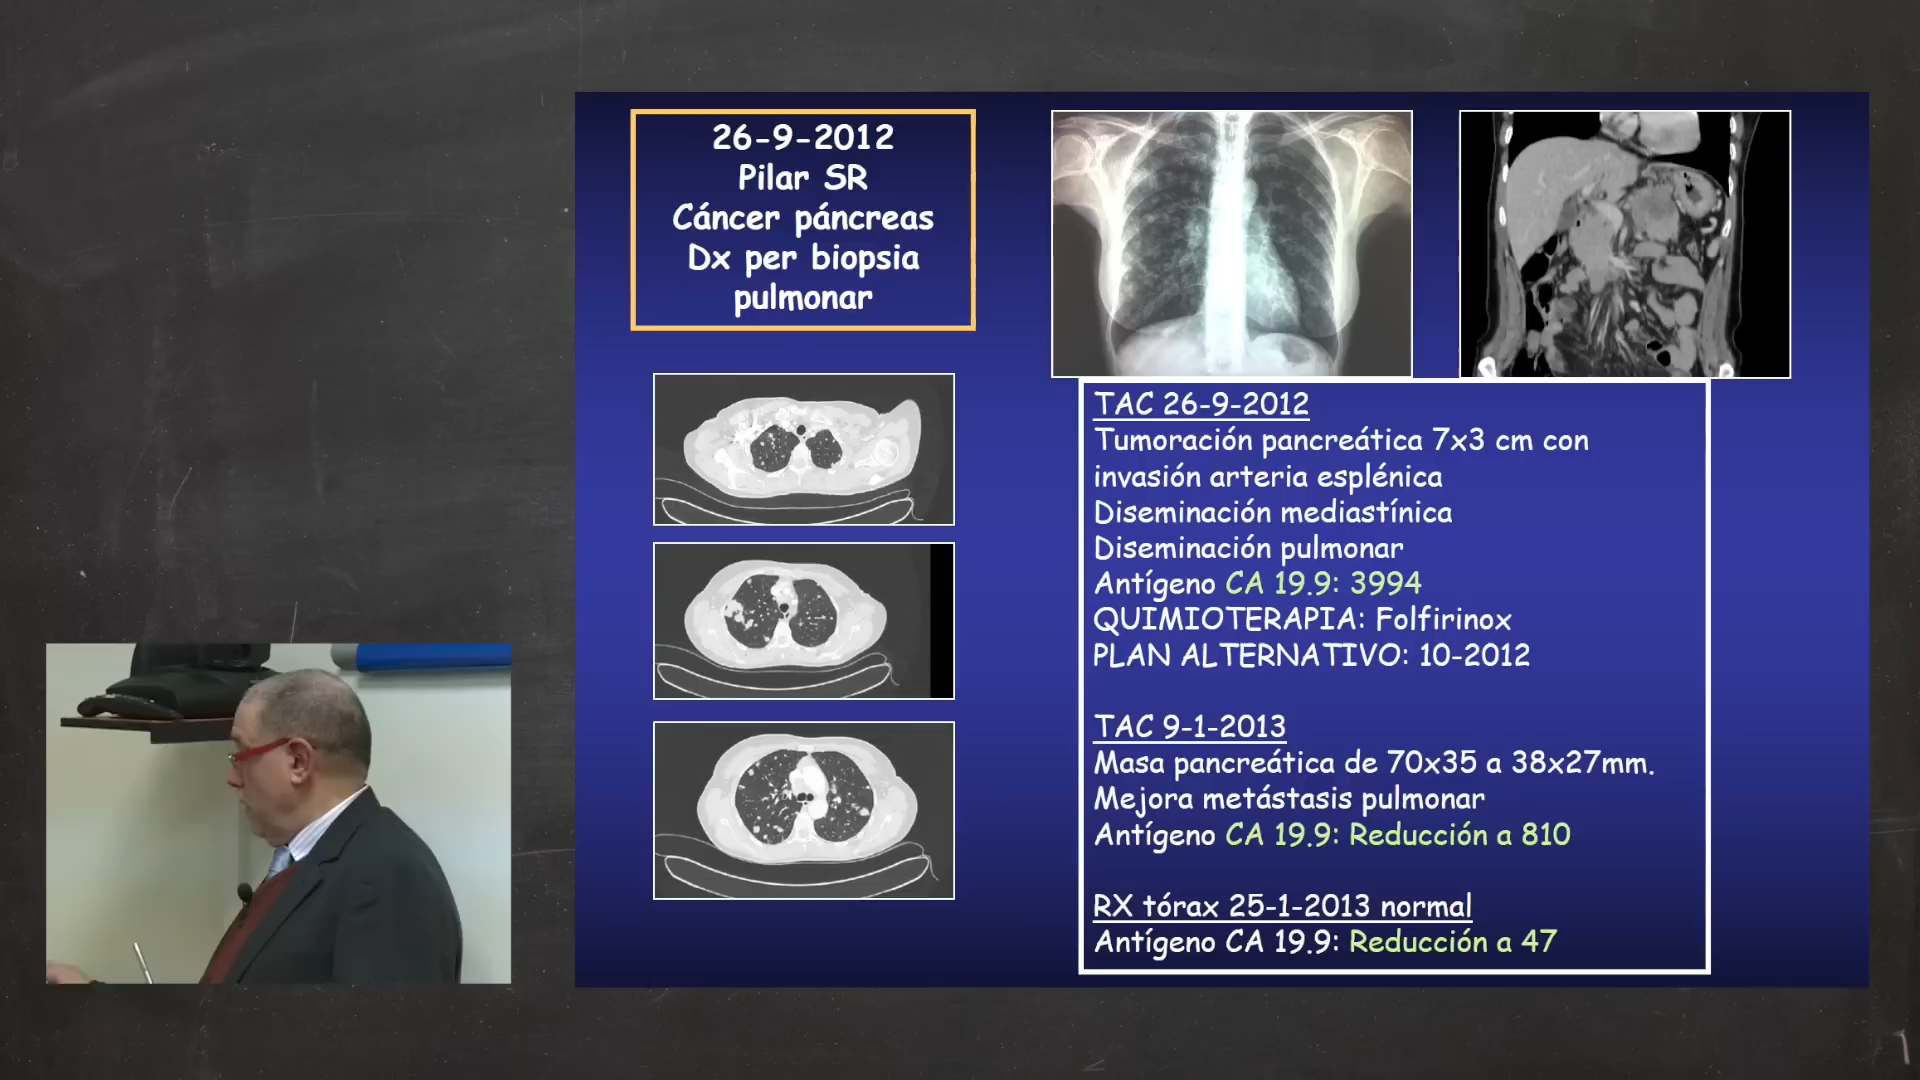 26-9-2012
Pilar SR
Cáncer páncreas
Dx per biopsia
pulmonar
TAC 26-9-2012
Tumoración pancreática 7x3 cm con
invasión arteria esplénica
Diseminación mediastínica
Diseminación pulmonar
Antígeno CA 19.9: 3994
QUIMIOTERAPIA: Folfirinox
PLAN ALTERNATIVO: 10-2012
TAC 9-1-2013
Masa pancreática de 70x35 a 38x27mm.
Mejora metástasis pulmonar
Antígeno CA 19.9: Reducción a 810
RX tórax 25-1-2013 normal
Antígeno CA 19.9: Reducción a 47